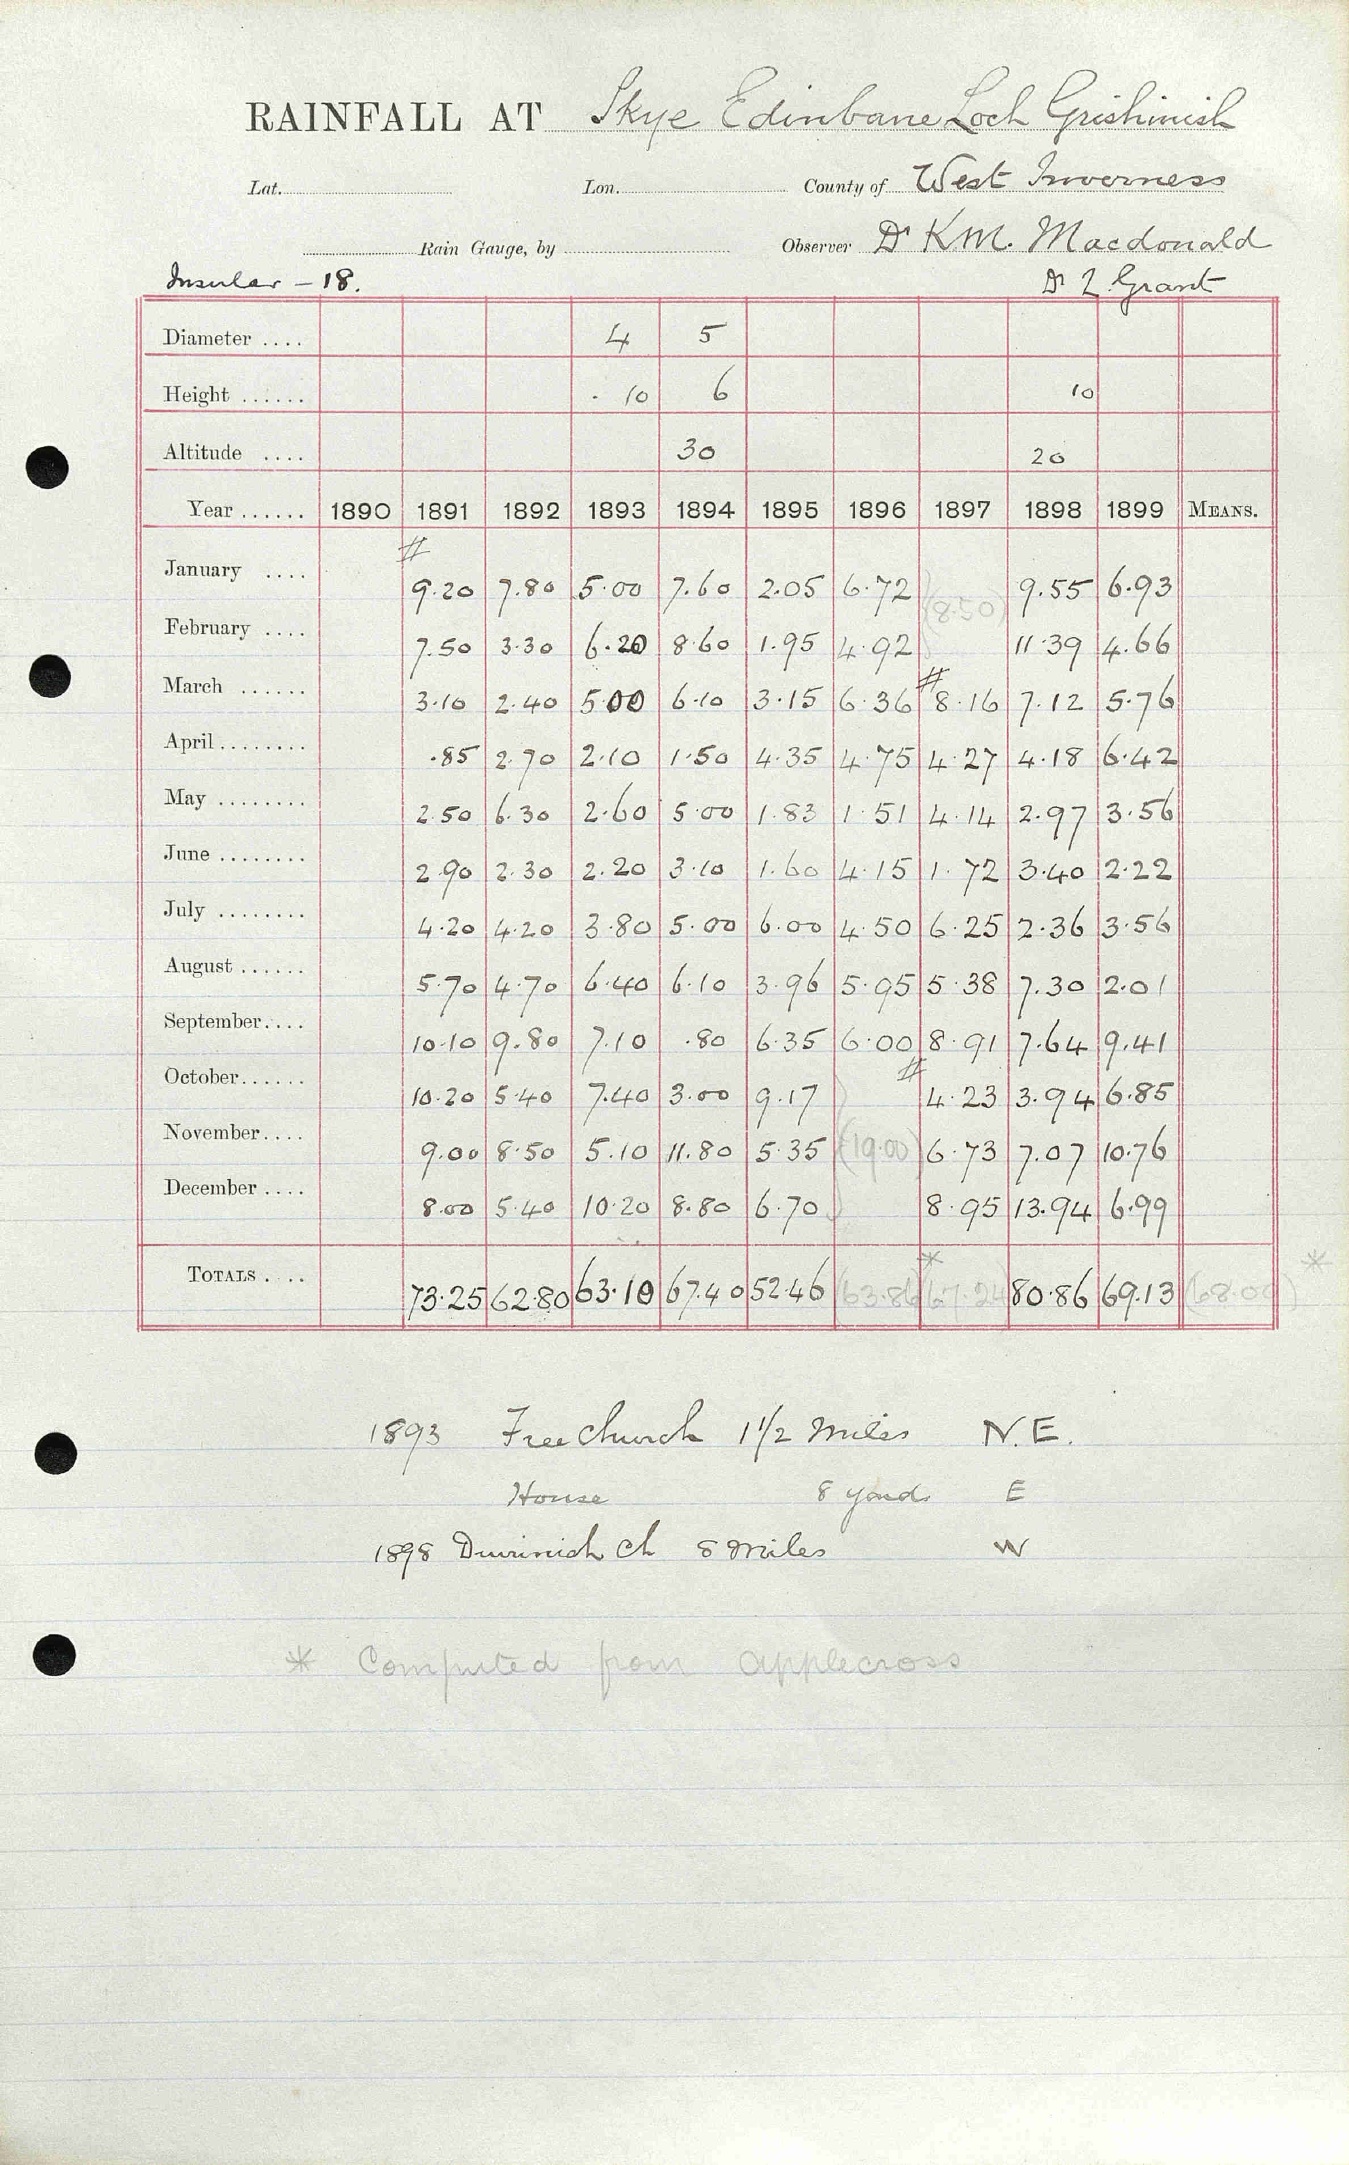 RAINFALL AT Skye Edinbane Loch Grishinish
Lat. Lon. County of West Inverness
Rain Gauge, by Observer Dr K.M. Macdonald
Insular - 18. Dr L. Grant
Diameter .... 4 5
Height ...... 10 6 10
Altitude .... 30 20
Year ...... 1890 1891 1892 1893 1894 1895 1896 1897 1898 1899 MEANS.
#
January .... 9.20 7.80 5.00 7.60 2.05 6.72 9.55 6.93
(8.50)
February .... 7.50 3.30 6.20 8.60 1.95 4.92 11.39 4.66
#
March ...... 3.10 2.40 5.00 6.10 3.15 6.36 8.16 7.12 5.76
April ........ .85 2.70 2.10 1.50 4.35 4.75 4.27 4.18 6.42
May ........ 2.50 6.30 2.60 5.00 1.83 1.51 4.14 2.97 3.56
June ........ 2.90 2.30 2.20 3.10 1.60 4.15 1.72 3.40 2.22
July ........ 4.20 4.20 3.80 5.00 6.00 4.50 6.25 2.36 3.56
August ...... 5.70 4.70 6.40 6.10 3.96 5.95 5.38 7.30 2.01
September.... 10.10 9.80 7.10 .80 6.35 6.00 8.91 7.64 9.41
#
October...... 10.20 5.40 7.40 3.00 9.17 4.23 3.94 6.85
November.... 9.00 8.50 5.10 11.80 5.35 (19.00) 6.73 7.07 10.76
December .... 8.00 5.40 10.20 8.80 6.70 8.95 13.94 6.99
* *
TOTALS .... 73.25 62.80 63.10 67.40 52.46 (63.86) (67.24) 80.86 69.13 (68.00)
1893 Free Church 1 1/2 Miles N.E.
House 8 yards E
1898 Duirinish Ch 8 Miles W
* Computed from Applecross